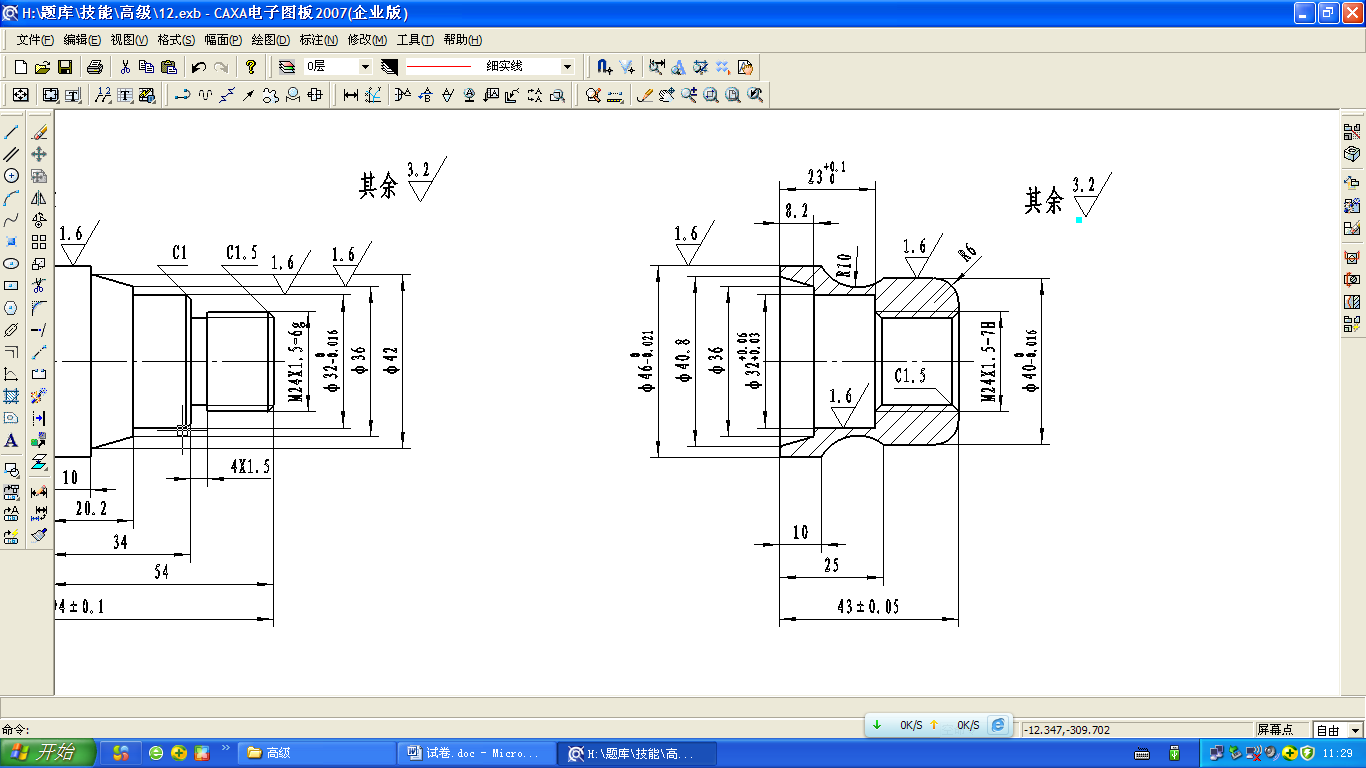 H:\题库\技能\高级\12.exb - CAXA电子图板2007(企业版)
文件(F) 编辑(E) 视图(V) 格式(S) 幅面(P) 绘图(D) 标注(N) 修改(M) 工具(T) 帮助(H)
0层 细实线
其余 3.2
1.6
C1
C1.5
1.6
1.6
M24X1.5-6g
ϕ32 0 -0.016
ϕ36
ϕ42
4X1.5
10
20.2
34
54
94±0.1
23 +0.1 0
8.2
其余 3.2
1.6
R10
1.6
R6
ϕ46 0 -0.021
ϕ40.8
ϕ36
ϕ32 +0.06 +0.03
1.6
C1.5
M24X1.5-7H
ϕ40 0 -0.016
10
25
43±0.05
命令:
0K/S 0K/S
-12.347,-309.702
屏幕点
自由
开始
高级
试卷.doc - Micro...
H:\题库\技能\高...
11:29